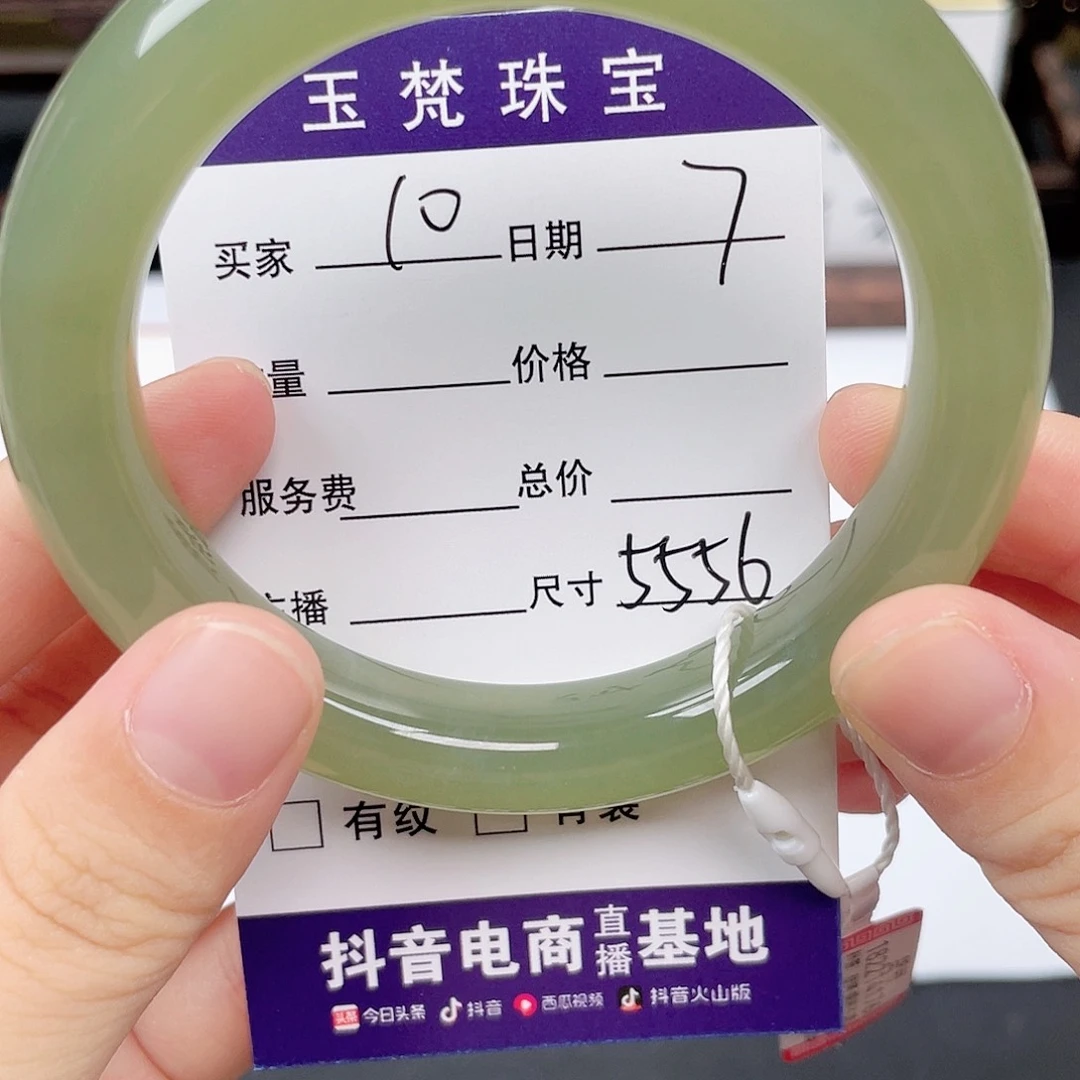 玉梵珠宝
买家 10 日期 7
量 价格
服务费 总价
播 尺寸 5556
有纹
抖音电商直播基地
今日头条 抖音 西瓜视频 抖音火山版